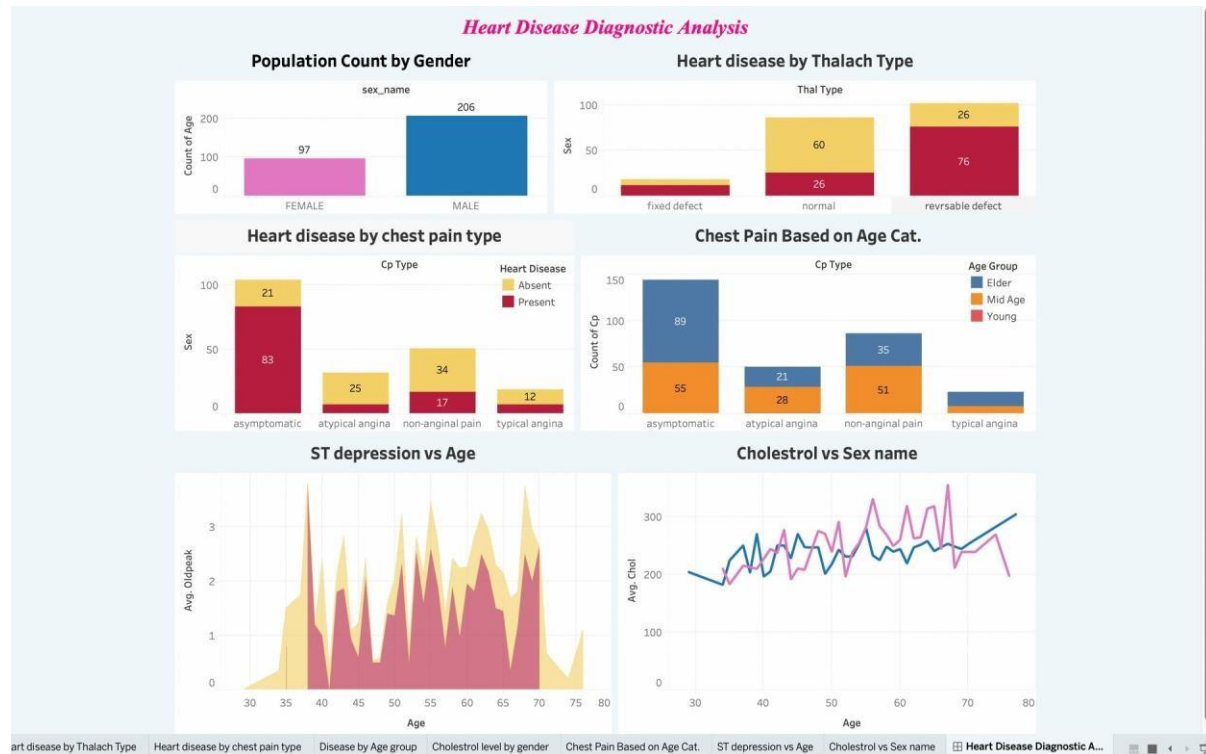 Heart Disease Diagnostic Analysis
Population Count by Gender
sex_name
Count of Age
200
100
0
97
206
FEMALE MALE
Heart disease by Thalach Type
Thal Type
Sex
100
50
0
60
26
26
76
fixed defect normal revrsable defect
Heart disease by chest pain type
Cp Type
Sex
100
50
0
21
83
25
34
17
12
asymptomatic atypical angina non-anginal pain typical angina
Heart Disease
Absent
Present
Chest Pain Based on Age Cat.
Cp Type
Count of Cp
150
100
50
0
89
55
21
28
35
51
asymptomatic atypical angina non-anginal pain typical angina
Age Group
Elder
Mid Age
Young
ST depression vs Age
Avg. Oldpeak
3
2
1
0
30 35 40 45 50 55 60 65 70 75 80
Age
Cholestrol vs Sex name
Avg. Chol
300
200
100
0
30 40 50 60 70 80
Age
art disease by Thalach Type Heart disease by chest pain type Disease by Age group Cholestrol level by gender Chest Pain Based on Age Cat. ST depression vs Age Cholestrol vs Sex name Heart Disease Diagnostic A...